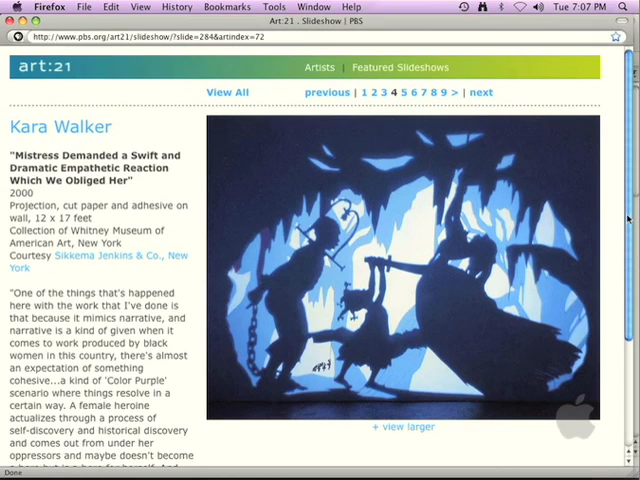 Firefox File Edit View History Bookmarks Tools Window Help Tue 7:07 PM
Art:21 . Slideshow | PBS
http://www.pbs.org/art21/slideshow/?slide=284&artindex=72
art:21 Artists | Featured Slideshows
View All previous | 1 2 3 4 5 6 7 8 9 > | next
Kara Walker
"Mistress Demanded a Swift and
Dramatic Empathetic Reaction
Which We Obliged Her"
2000
Projection, cut paper and adhesive on
wall, 12 x 17 feet
Collection of Whitney Museum of
American Art, New York
Courtesy Sikkema Jenkins & Co., New
York
"One of the things that's happened
here with the work that I've done is
that because it mimics narrative, and
narrative is a kind of given when it
comes to work produced by black
women in this country, there's almost
an expectation of something
cohesive...a kind of 'Color Purple'
scenario where things resolve in a
certain way. A female heroine
actualizes through a process of
self-discovery and historical discovery
and comes out from under her
oppressors and maybe doesn't become
+ view larger
Done